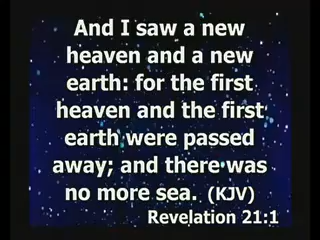 And I saw a new
heaven and a new
earth: for the first
heaven and the first
earth were passed
away; and there was
no more sea. (KJV)
Revelation 21:1